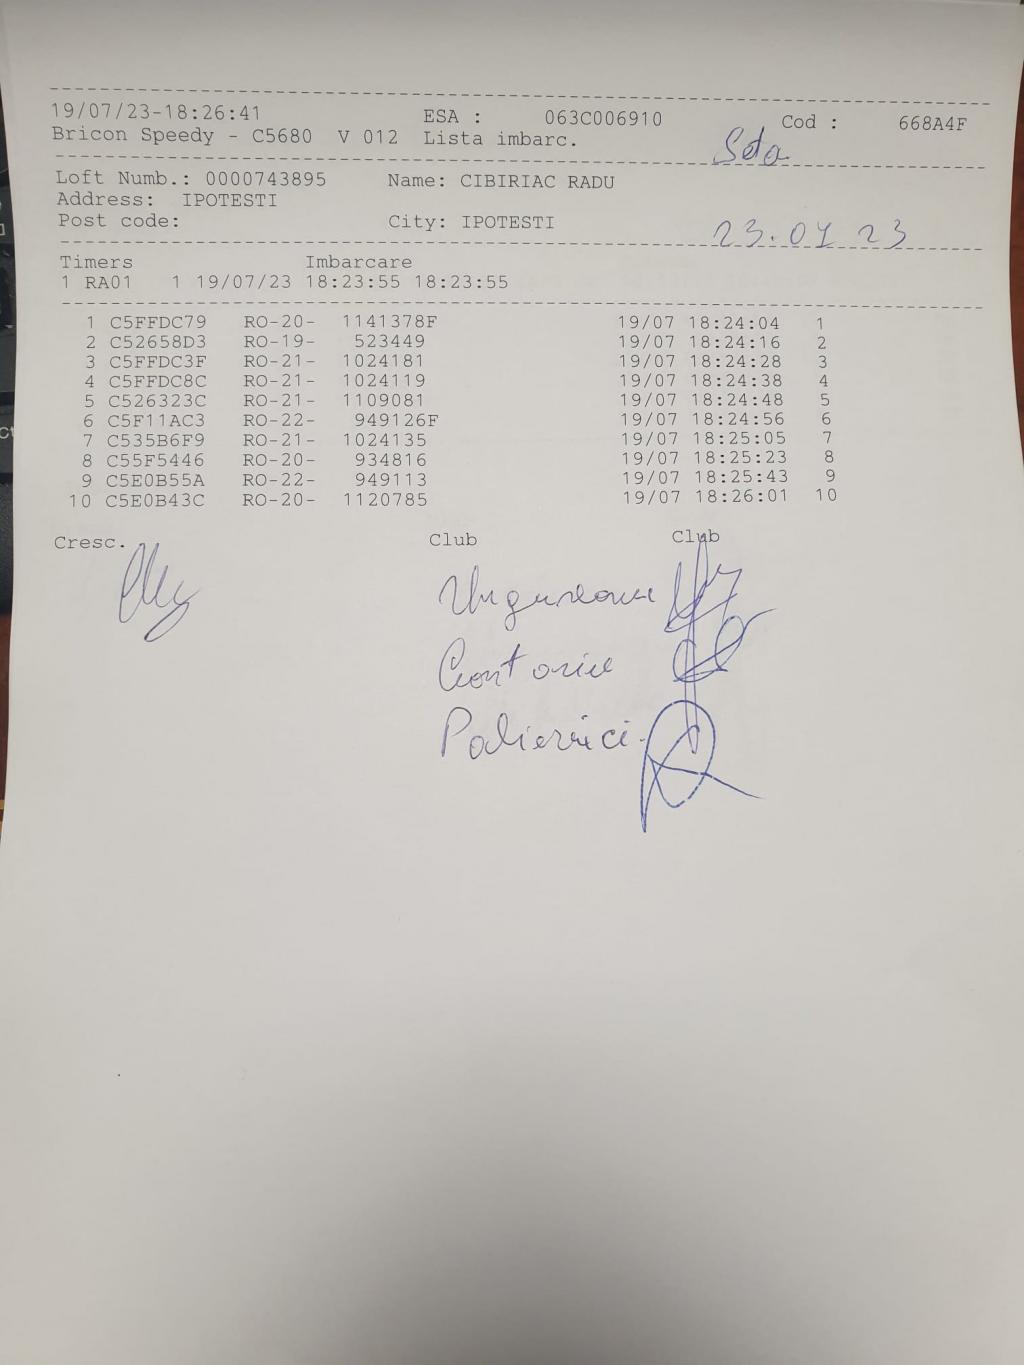 19/07/23-18:26:41 ESA : 063C006910 Cod : 668A4F
Bricon Speedy - C5680 V 012 Lista imbarc.
Loft Numb.: 0000743895 Name: CIBIRIAC RADU
Address: IPOTESTI
Post code: City: IPOTESTI
23.07 23
Timers Imbarcare
1 RA01 1 19/07/23 18:23:55 18:23:55
1 C5FFDC79 RO-20- 1141378F 19/07 18:24:04 1
2 C52658D3 RO-19- 523449 19/07 18:24:16 2
3 C5FFDC3F RO-21- 1024181 19/07 18:24:28 3
4 C5FFDC8C RO-21- 1024119 19/07 18:24:38 4
5 C526323C RO-21- 1109081 19/07 18:24:48 5
6 C5F11AC3 RO-22- 949126F 19/07 18:24:56 6
7 C535B6F9 RO-21- 1024135 19/07 18:25:05 7
8 C55F5446 RO-20- 934816 19/07 18:25:23 8
9 C5E0B55A RO-22- 949113 19/07 18:25:43 9
10 C5E0B43C RO-20- 1120785 19/07 18:26:01 10
Cresc. Club Club